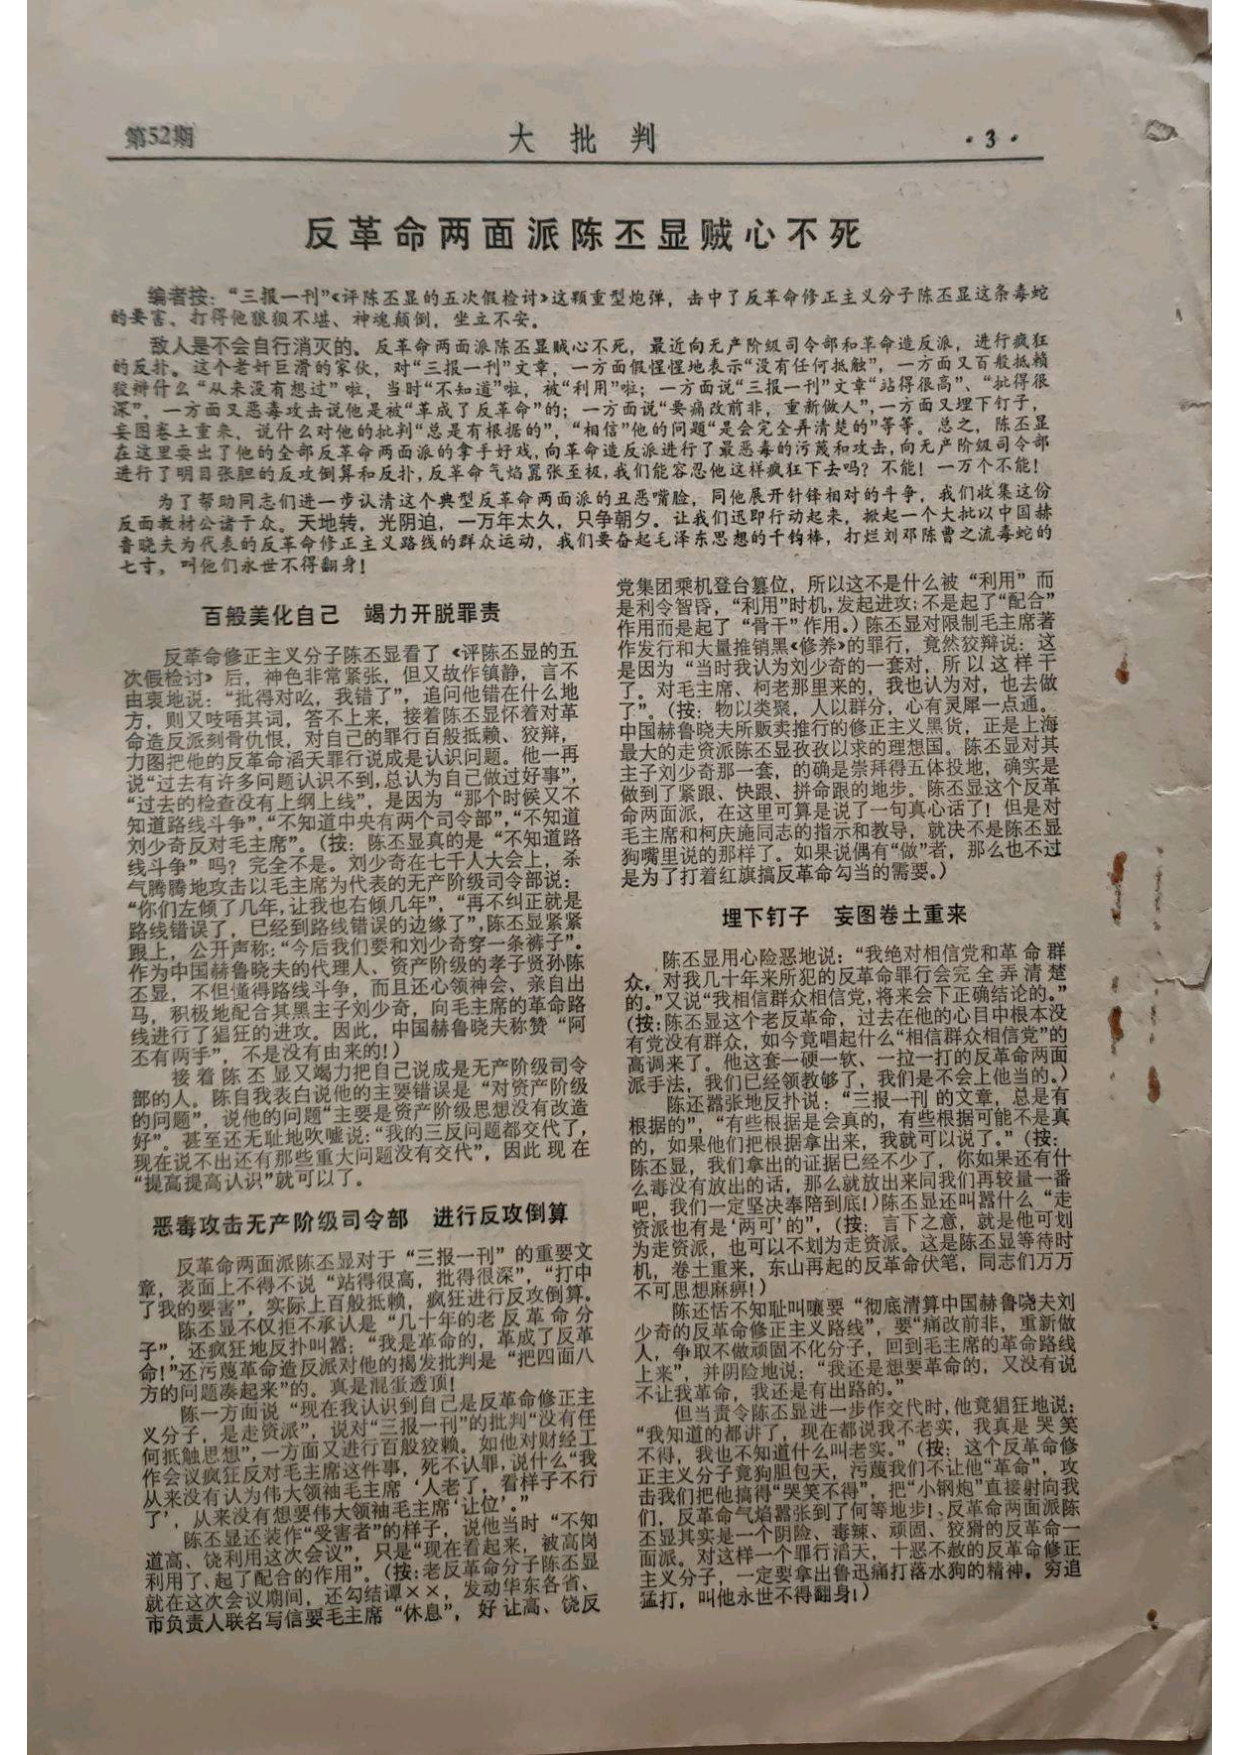 第52期
大批判
·3·
反革命两面派陈丕显贼心不死
编者按：“三报一刊”《评陈丕显的五次假检讨》这颗重型炮弹，击中了反革命修正主义分子陈丕显这条毒蛇
的要害，打得他狼狈不堪、神魂颠倒，坐立不安。
敌人是不会自行消灭的。反革命两面派陈丕显贼心不死，最近向无产阶级司令部和革命造反派，进行疯狂
的反扑。这个老奸巨滑的家伙，对“三报一刊”文章，一方面假惺惺地表示“没有任何抵触”，一方面又百般抵赖
狡辩什么“从来没有想过”啦，当时“不知道”啦，被“利用”啦；一方面说“三报一刊”文章“站得很高”、“批得很
深”，一方面又恶毒攻击说他是被“革成了反革命”的；一方面说“要痛改前非，重新做人”，一方面又埋下钉子，
妄图卷土重来，说什么对他的批判“总是有根据的”，“相信”他的问题“是会完全弄清楚的”等等。总之，陈丕显
在这里耍出了他的全部反革命两面派的拿手好戏，向革命造反派进行了最恶毒的污蔑和攻击，向无产阶级司令部
进行了明目张胆的反攻倒算和反扑，反革命气焰嚣张至极，我们能容忍他这样疯狂下去吗？不能！一万个不能！
为了帮助同志们进一步认清这个典型反革命两面派的丑恶嘴脸，同他展开针锋相对的斗争，我们收集这份
反面教材公诸于众。天地转，光阴迫，一万年太久，只争朝夕。让我们迅即行动起来，掀起一个大批以中国赫
鲁晓夫为代表的反革命修正主义路线的群众运动，我们要奋起毛泽东思想的千钧棒，打烂刘邓陈曹之流毒蛇的
七寸，叫他们永世不得翻身！
百般美化自己　竭力开脱罪责
反革命修正主义分子陈丕显看了《评陈丕显的五
次假检讨》后，神色非常紧张，但又故作镇静，言不
由衷地说：“批得对吆，我错了”，追问他错在什么地
方，则又吱唔其词，答不上来，接着陈丕显怀着对革
命造反派刻骨仇恨，对自己的罪行百般抵赖、狡辩，
力图把他的反革命滔天罪行说成是认识问题。他一再
说“过去有许多问题认识不到，总认为自己做过好事”，
“过去的检查没有上纲上线”，是因为“那个时候又不
知道路线斗争”，“不知道中央有两个司令部”，“不知道
刘少奇反对毛主席”。（按：陈丕显真的是“不知道路
线斗争”吗？完全不是。刘少奇在七千人大会上，杀
气腾腾地攻击以毛主席为代表的无产阶级司令部说：
“你们左倾了几年，让我也右倾几年”，“再不纠正就是
路线错误了，已经到路线错误的边缘了”，陈丕显紧紧
跟上，公开声称：“今后我们要和刘少奇穿一条裤子”。
作为中国赫鲁晓夫的代理人、资产阶级的孝子贤孙陈
丕显，不但懂得路线斗争，而且还心领神会、亲自出
马，积极地配合其黑主子刘少奇，向毛主席的革命路
线进行了猖狂的进攻。因此，中国赫鲁晓夫称赞“阿
丕有两手”，不是没有由来的！）
接着陈丕显又竭力把自己说成是无产阶级司令
部的人。陈自我表白说他的主要错误是“对资产阶级
的问题”，说他的问题“主要是资产阶级思想没有改造
好”。甚至还无耻地吹嘘说：“我的三反问题都交代了，
现在说不出还有那些重大问题没有交代”，因此现在
“提高提高认识”就可以了。
恶毒攻击无产阶级司令部　进行反攻倒算
反革命两面派陈丕显对于“三报一刊”的重要文
章，表面上不得不说“站得很高，批得很深”，“打中
了我的要害”，实际上百般抵赖，疯狂进行反攻倒算。
陈丕显不仅拒不承认是“几十年的老反革命分
子”，还疯狂地反扑叫嚣：“我是革命的，革成了反革
命！”还污蔑革命造反派对他的揭发批判是“把四面八
方的问题凑起来”的。真是混蛋透顶！
陈一方面说“现在我认识到自己是反革命修正主
义分子，是走资派”，说对“三报一刊”的批判“没有任
何抵触思想”，一方面又进行百般狡赖。如他对财经工
作会议疯狂反对毛主席这件事，死不认罪，说什么“我
从来没有认为伟大领袖毛主席‘人老了，看样子不行
了’，从来没有想要伟大领袖毛主席‘让位’。”
陈丕显还装作“受害者”的样子，说他当时“不知
道高、饶利用这次会议”，只是“现在看起来，被高岗
利用了、起了配合的作用”。（按：老反革命分子陈丕显
就在这次会议期间，还勾结谭××，发动华东各省、
市负责人联名写信要毛主席“休息”，好让高、饶反
党集团乘机登台篡位，所以这不是什么被“利用”而
是利令智昏，“利用”时机，发起进攻；不是起了“配合”
作用而是起了“骨干”作用。）陈丕显对限制毛主席著
作发行和大量推销黑《修养》的罪行，竟然狡辩说：这
是因为“当时我认为刘少奇的一套对，所以这样干
了。对毛主席、柯老那里来的，我也认为对，也去做
了”。（按：物以类聚，人以群分，心有灵犀一点通。
中国赫鲁晓夫所贩卖推行的修正主义黑货，正是上海
最大的走资派陈丕显孜孜以求的理想国。陈丕显对其
主子刘少奇那一套，的确是崇拜得五体投地，确实是
做到了紧跟、快跟、拼命跟的地步。陈丕显这个反革
命两面派，在这里可算是说了一句真心话了！但是对
毛主席和柯庆施同志的指示和教导，就决不是陈丕显
狗嘴里说的那样了。如果说偶有“做”者，那么也不过
是为了打着红旗搞反革命勾当的需要。）
埋下钉子　妄图卷土重来
陈丕显用心险恶地说：“我绝对相信党和革命群
众，对我几十年来所犯的反革命罪行会完全弄清楚
的。”又说“我相信群众相信党，将来会下正确结论的。”
（按：陈丕显这个老反革命，过去在他的心目中根本没
有党没有群众，如今竟唱起什么“相信群众相信党”的
高调来了。他这套一硬一软、一拉一打的反革命两面
派手法，我们已经领教够了，我们是不会上他当的。）
陈还嚣张地反扑说：“三报一刊的文章，总是有
根据的”，“有些根据是会真的，有些根据可能不是真
的，如果他们把根据拿出来，我就可以说了。”（按：
陈丕显，我们拿出的证据已经不少了，你如果还有什
么毒没有放出的话，那么就放出来同我们再较量一番
吧，我们一定坚决奉陪到底！）陈丕显还叫嚣什么“走
资派也有是‘两可’的”，（按：言下之意，就是他可划
为走资派，也可以不划为走资派。这是陈丕显等待时
机，卷土重来，东山再起的反革命伏笔，同志们万万
不可思想麻痹！）
陈还恬不知耻叫嚷要“彻底清算中国赫鲁晓夫刘
少奇的反革命修正主义路线”，要“痛改前非，重新做
人，争取不做顽固不化分子，回到毛主席的革命路线
上来”，并阴险地说：“我还是想要革命的，又没有说
不让我革命，我还是有出路的。”
但当责令陈丕显进一步作交代时，他竟猖狂地说：
“我知道的都讲了，现在都说我不老实，我真是哭笑
不得，我也不知道什么叫老实。”（按：这个反革命修
正主义分子竟狗胆包天，污蔑我们不让他“革命”，攻
击我们把他搞得“哭笑不得”，把“小钢炮”直接射向我
们，反革命气焰嚣张到了何等地步！、反革命两面派陈
丕显其实是一个阴险、毒辣、顽固、狡猾的反革命一
面派。对这样一个罪行滔天，十恶不赦的反革命修正
主义分子，一定要拿出鲁迅痛打落水狗的精神，穷追
猛打，叫他永世不得翻身！）